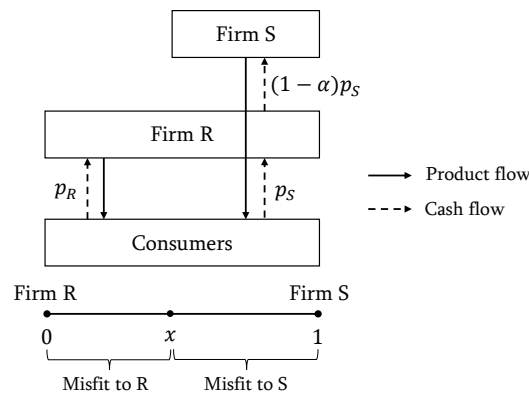 Firm S
(1 − α)p_S
Firm R
p_R
p_S
Product flow
Cash flow
Consumers
Firm R
Firm S
0
x
1
Misfit to R
Misfit to S